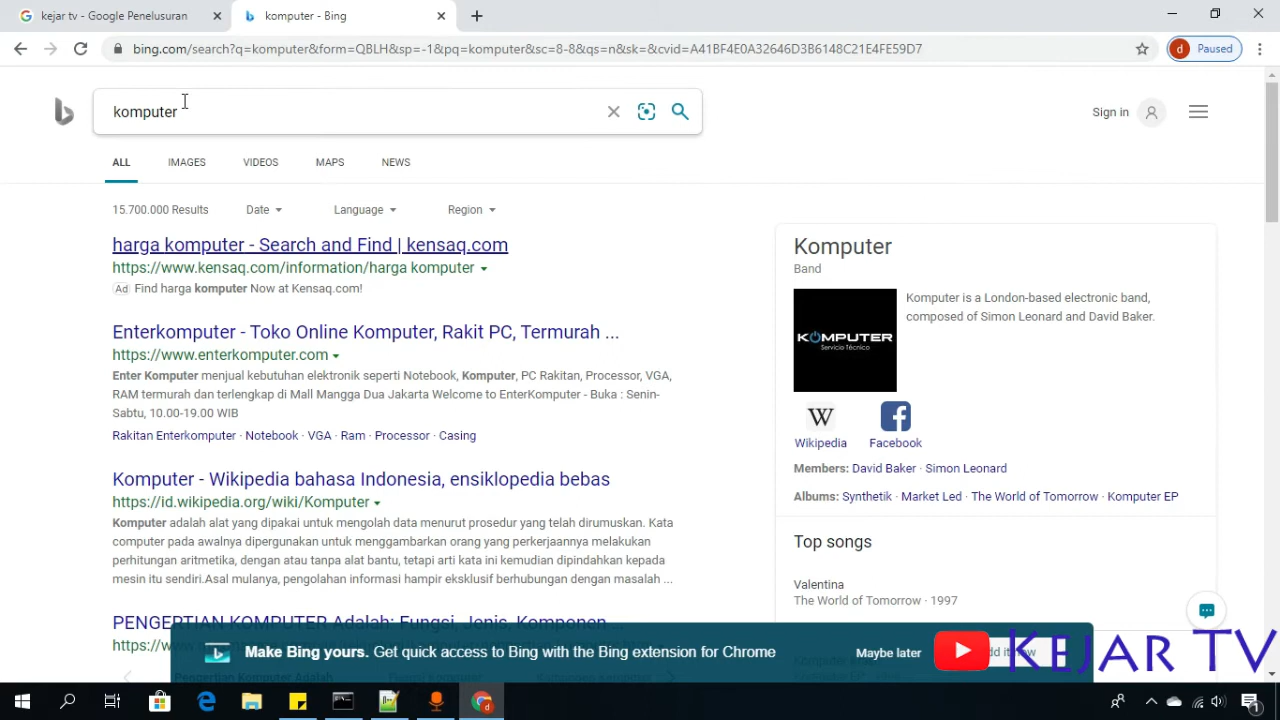 kejar tv - Google Penelusuran
komputer - Bing
bing.com/search?q=komputer&form=QBLH&sp=-1&pq=komputer&sc=8-8&qs=n&sk=&cvid=A41BF4E0A32646D3B6148C21E4FE59D7
d Paused
komputer
Sign in
ALL IMAGES VIDEOS MAPS NEWS
15.700.000 Results Date Language Region
harga komputer - Search and Find | kensaq.com
https://www.kensaq.com/information/harga komputer
Ad Find harga komputer Now at Kensaq.com!
Enterkomputer - Toko Online Komputer, Rakit PC, Termurah ...
https://www.enterkomputer.com
Enter Komputer menjual kebutuhan elektronik seperti Notebook, Komputer, PC Rakitan, Processor, VGA,
RAM termurah dan terlengkap di Mall Mangga Dua Jakarta Welcome to EnterKomputer - Buka : Senin-
Sabtu, 10.00-19.00 WIB
Rakitan Enterkomputer · Notebook · VGA · Ram · Processor · Casing
Komputer - Wikipedia bahasa Indonesia, ensiklopedia bebas
https://id.wikipedia.org/wiki/Komputer
Komputer adalah alat yang dipakai untuk mengolah data menurut prosedur yang telah dirumuskan. Kata
computer pada awalnya dipergunakan untuk menggambarkan orang yang perkerjaannya melakukan
perhitungan aritmetika, dengan atau tanpa alat bantu, tetapi arti kata ini kemudian dipindahkan kepada
mesin itu sendiri.Asal mulanya, pengolahan informasi hampir eksklusif berhubungan dengan masalah ...
PENGERTIAN KOMPUTER Adalah: Fungsi, Jenis, Komponen ...
Komputer
Band
KOMPUTER
Servicio Técnico
Komputer is a London-based electronic band,
composed of Simon Leonard and David Baker.
W
Wikipedia
Facebook
Members: David Baker · Simon Leonard
Albums: Synthetik · Market Led · The World of Tomorrow · Komputer EP
Top songs
Valentina
The World of Tomorrow · 1997
Make Bing yours. Get quick access to Bing with the Bing extension for Chrome
Maybe later
KEJAR TV